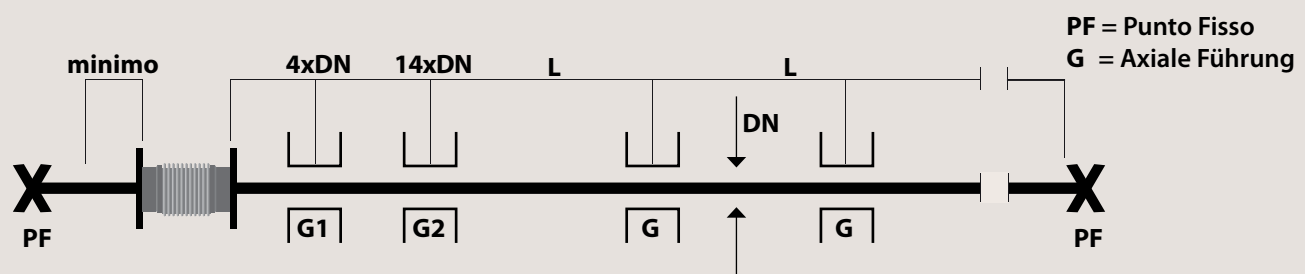 PF = Punto Fisso
G = Axiale Führung
minimo 4xDN 14xDN L L
DN
X X
G1 G2 G G
PF PF